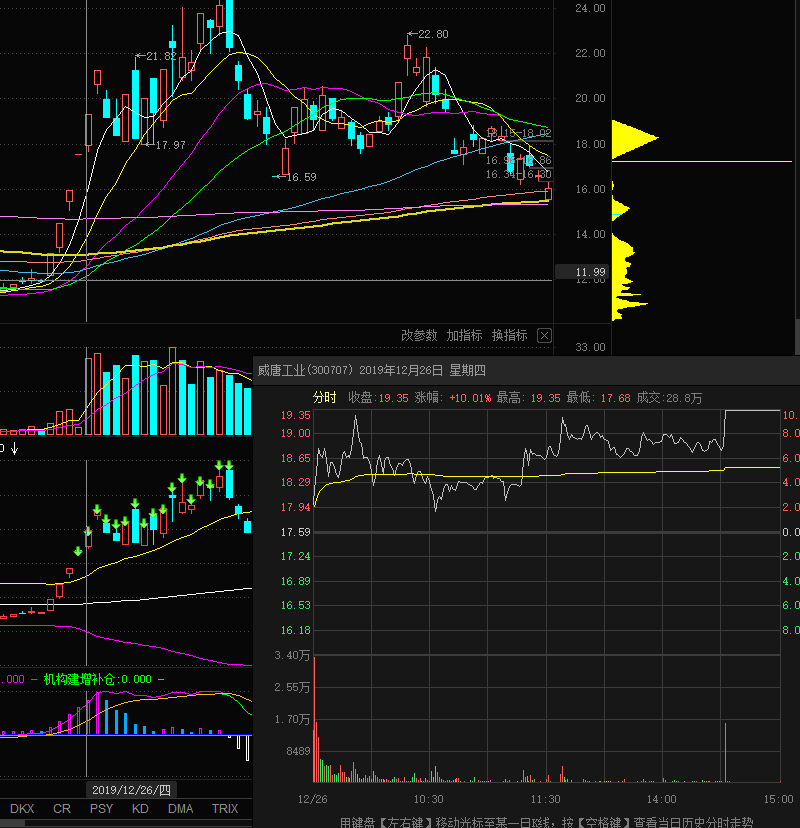 24.00
←22.80
22.00
←21.82
20.00
18.15-18.02
18.00
←17.97
16.34-16.30
←16.59
16.00
14.00
11.99
12.00
改参数 加指标 换指标
33.00
威唐工业(300707) 2019年12月26日 星期四
分时 收盘:19.35 涨幅: +10.01% 最高: 19.35 最低: 17.68 成交:28.8万
19.35 10.
19.00 8.0
18.65 6.0
18.29 4.0
17.94 2.0
17.59 0.0
17.24 2.0
16.89 4.0
16.53 6.0
16.18 8.0
3.40万
.000 — 机构建增补仓:0.000 —
2.55万
1.70万
8489
2019/12/26/四
12/26 10:30 11:30 14:00 15:00
DKX CR PSY KD DMA TRIX
用键盘【左右键】移动光标至某一日K线，按【空格键】查看当日历史分时走势